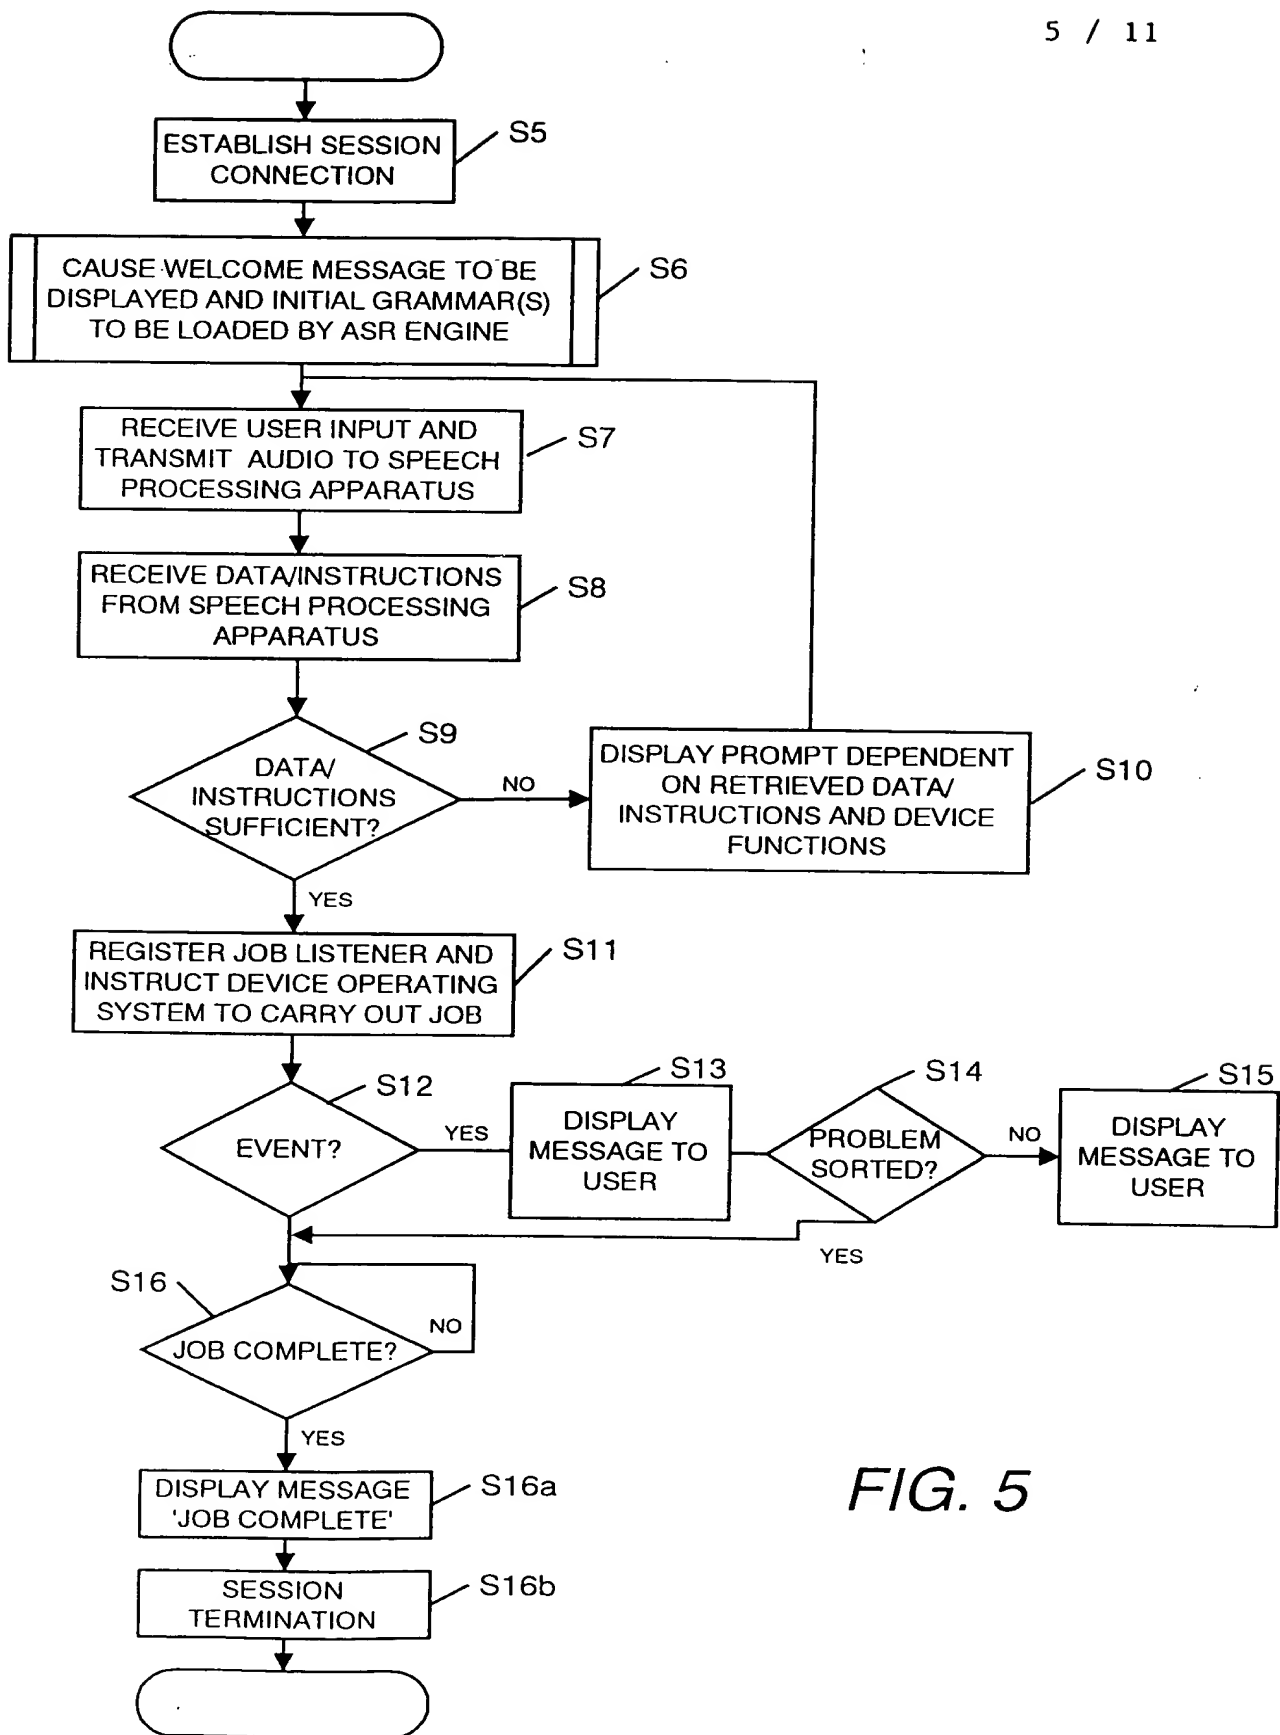 5 / 11
ESTABLISH SESSION
CONNECTION
S5
CAUSE WELCOME MESSAGE TO BE
DISPLAYED AND INITIAL GRAMMAR(S)
TO BE LOADED BY ASR ENGINE
S6
RECEIVE USER INPUT AND
TRANSMIT AUDIO TO SPEECH
PROCESSING APPARATUS
S7
RECEIVE DATA/INSTRUCTIONS
FROM SPEECH PROCESSING
APPARATUS
S8
DATA/
INSTRUCTIONS
SUFFICIENT?
S9
NO
DISPLAY PROMPT DEPENDENT
ON RETRIEVED DATA/
INSTRUCTIONS AND DEVICE
FUNCTIONS
S10
YES
REGISTER JOB LISTENER AND
INSTRUCT DEVICE OPERATING
SYSTEM TO CARRY OUT JOB
S11
EVENT?
S12
YES
DISPLAY
MESSAGE TO
USER
S13
PROBLEM
SORTED?
S14
NO
DISPLAY
MESSAGE TO
USER
S15
YES
S16
JOB COMPLETE?
NO
YES
DISPLAY MESSAGE
'JOB COMPLETE'
S16a
SESSION
TERMINATION
S16b
FIG. 5